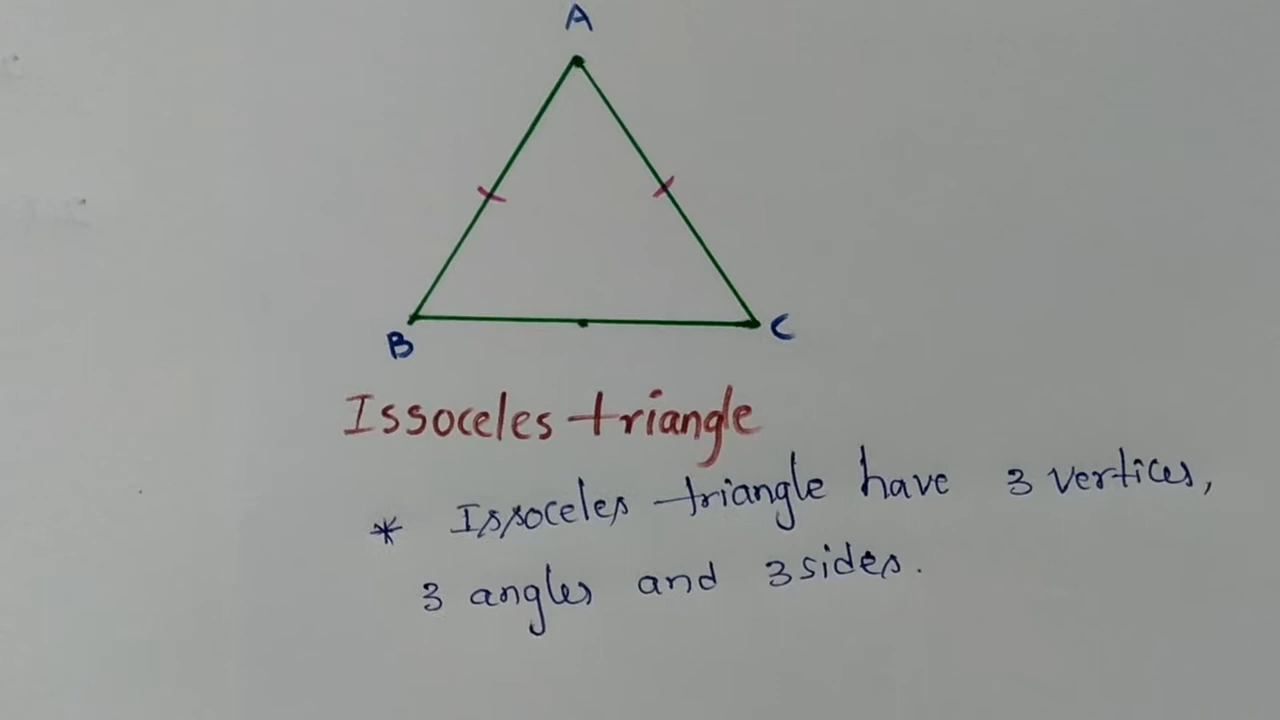 A
B
C
Issoceles triangle
* Issoceles triangle have 3 vertices,
3 angles and 3 sides.